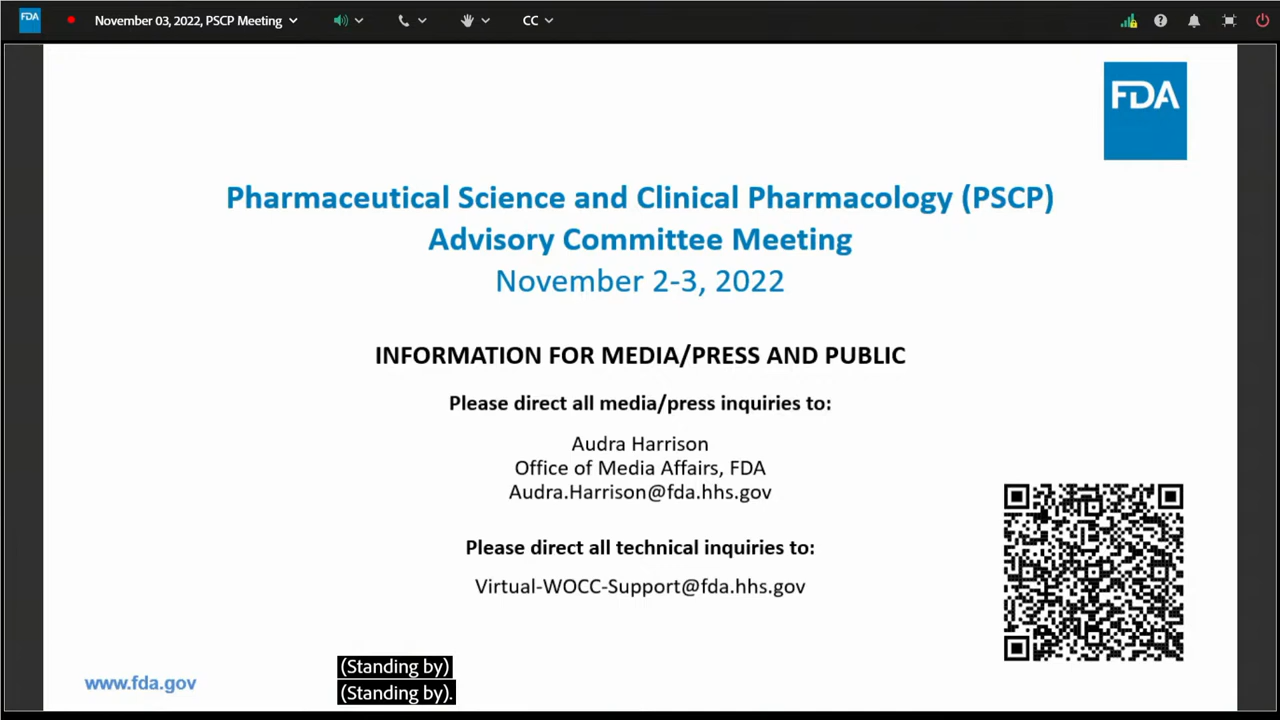 FDA
November 03, 2022, PSCP Meeting
CC
FDA
Pharmaceutical Science and Clinical Pharmacology (PSCP)
Advisory Committee Meeting
November 2-3, 2022
INFORMATION FOR MEDIA/PRESS AND PUBLIC
Please direct all media/press inquiries to:
Audra Harrison
Office of Media Affairs, FDA
Audra.Harrison@fda.hhs.gov
Please direct all technical inquiries to:
Virtual-WOCC-Support@fda.hhs.gov
(Standing by)
(Standing by).
www.fda.gov